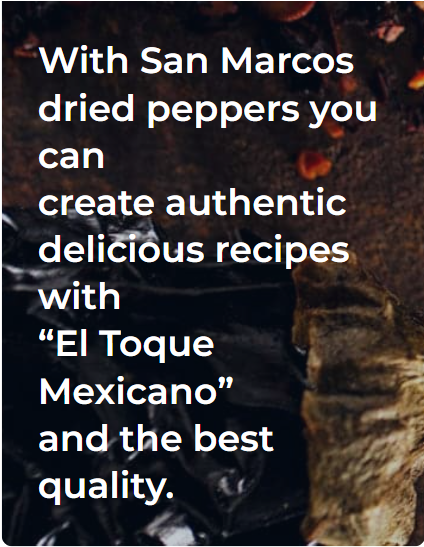 With San Marcos
dried peppers you
can
create authentic
delicious recipes
with
“El Toque
Mexicano”
and the best
quality.